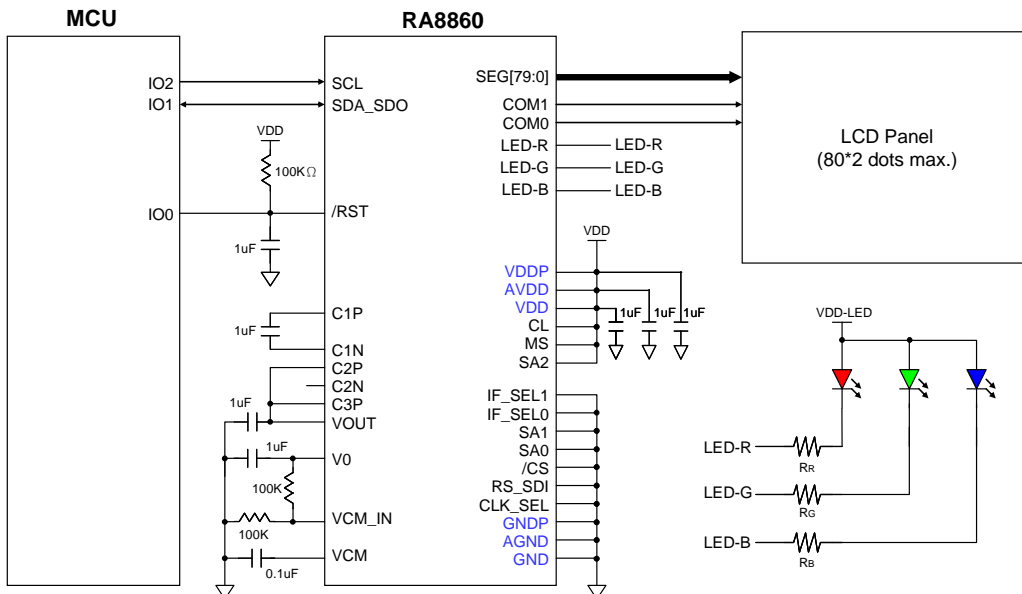 MCU
RA8860
IO2
SCL
SEG[79:0]
IO1
SDA_SDO
COM1
COM0
LCD Panel
(80*2 dots max.)
VDD
100KΩ
LED-R
LED-R
LED-G
LED-G
LED-B
LED-B
IO0
/RST
1uF
VDD
VDDP
AVDD
VDD
1uF
1uF
1uF
CL
MS
SA2
C1P
1uF
C1N
C2P
C2N
C3P
1uF
VOUT
1uF
V0
100K
VCM_IN
100K
VCM
0.1uF
IF_SEL1
IF_SEL0
SA1
SA0
/CS
RS_SDI
CLK_SEL
GNDP
AGND
GND
VDD-LED
LED-R
RR
LED-G
RG
LED-B
RB